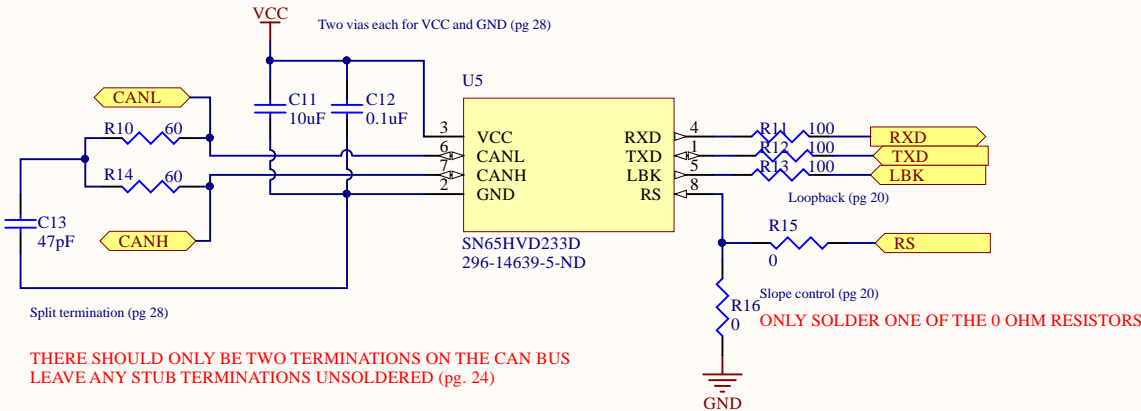 VCC
Two vias each for VCC and GND (pg 28)
U5
CANL
C11
10uF
C12
0.1uF
R10
60
3
VCC
RXD
4
R11
100
RXD
6
CANL
TXD
1
R12
100
TXD
7
CANH
LBK
5
R13
100
LBK
2
GND
RS
8
R14
60
Loopback (pg 20)
C13
47pF
CANH
SN65HVD233D
296-14639-5-ND
R15
0
RS
R16
0
Slope control (pg 20)
ONLY SOLDER ONE OF THE 0 OHM RESISTORS
Split termination (pg 28)
THERE SHOULD ONLY BE TWO TERMINATIONS ON THE CAN BUS
LEAVE ANY STUB TERMINATIONS UNSOLDERED (pg. 24)
GND